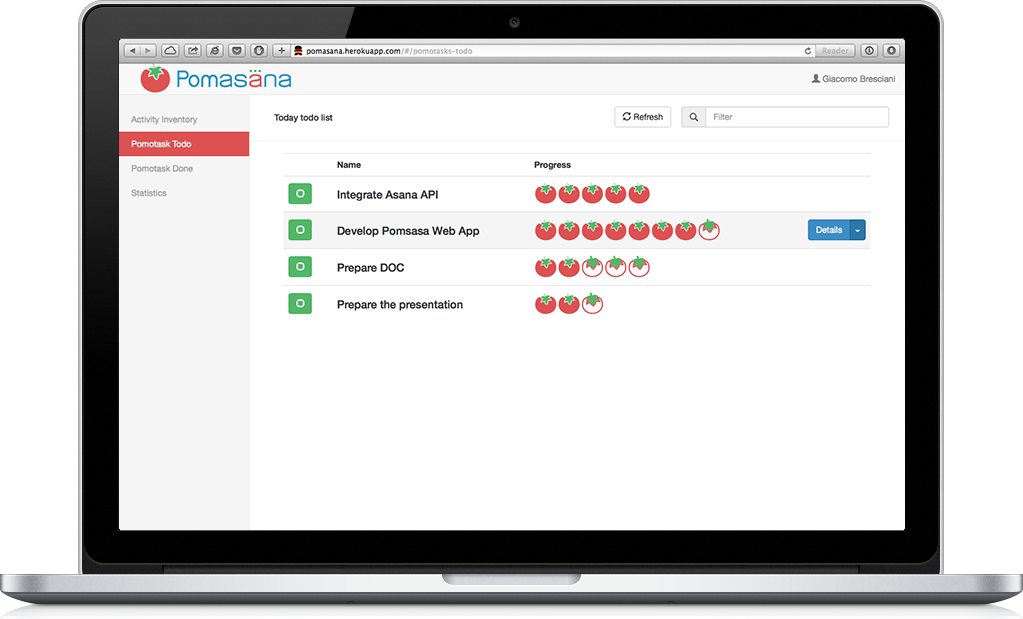 pomasana.herokuapp.com/#/pomotasks-todo
Reader
Pomasäna
Giacomo Bresciani
Activity Inventory
Pomotask Todo
Pomotask Done
Statistics
Today todo list
Refresh
Filter
Name
Progress
Integrate Asana API
Develop Pomsasa Web App
Details
Prepare DOC
Prepare the presentation